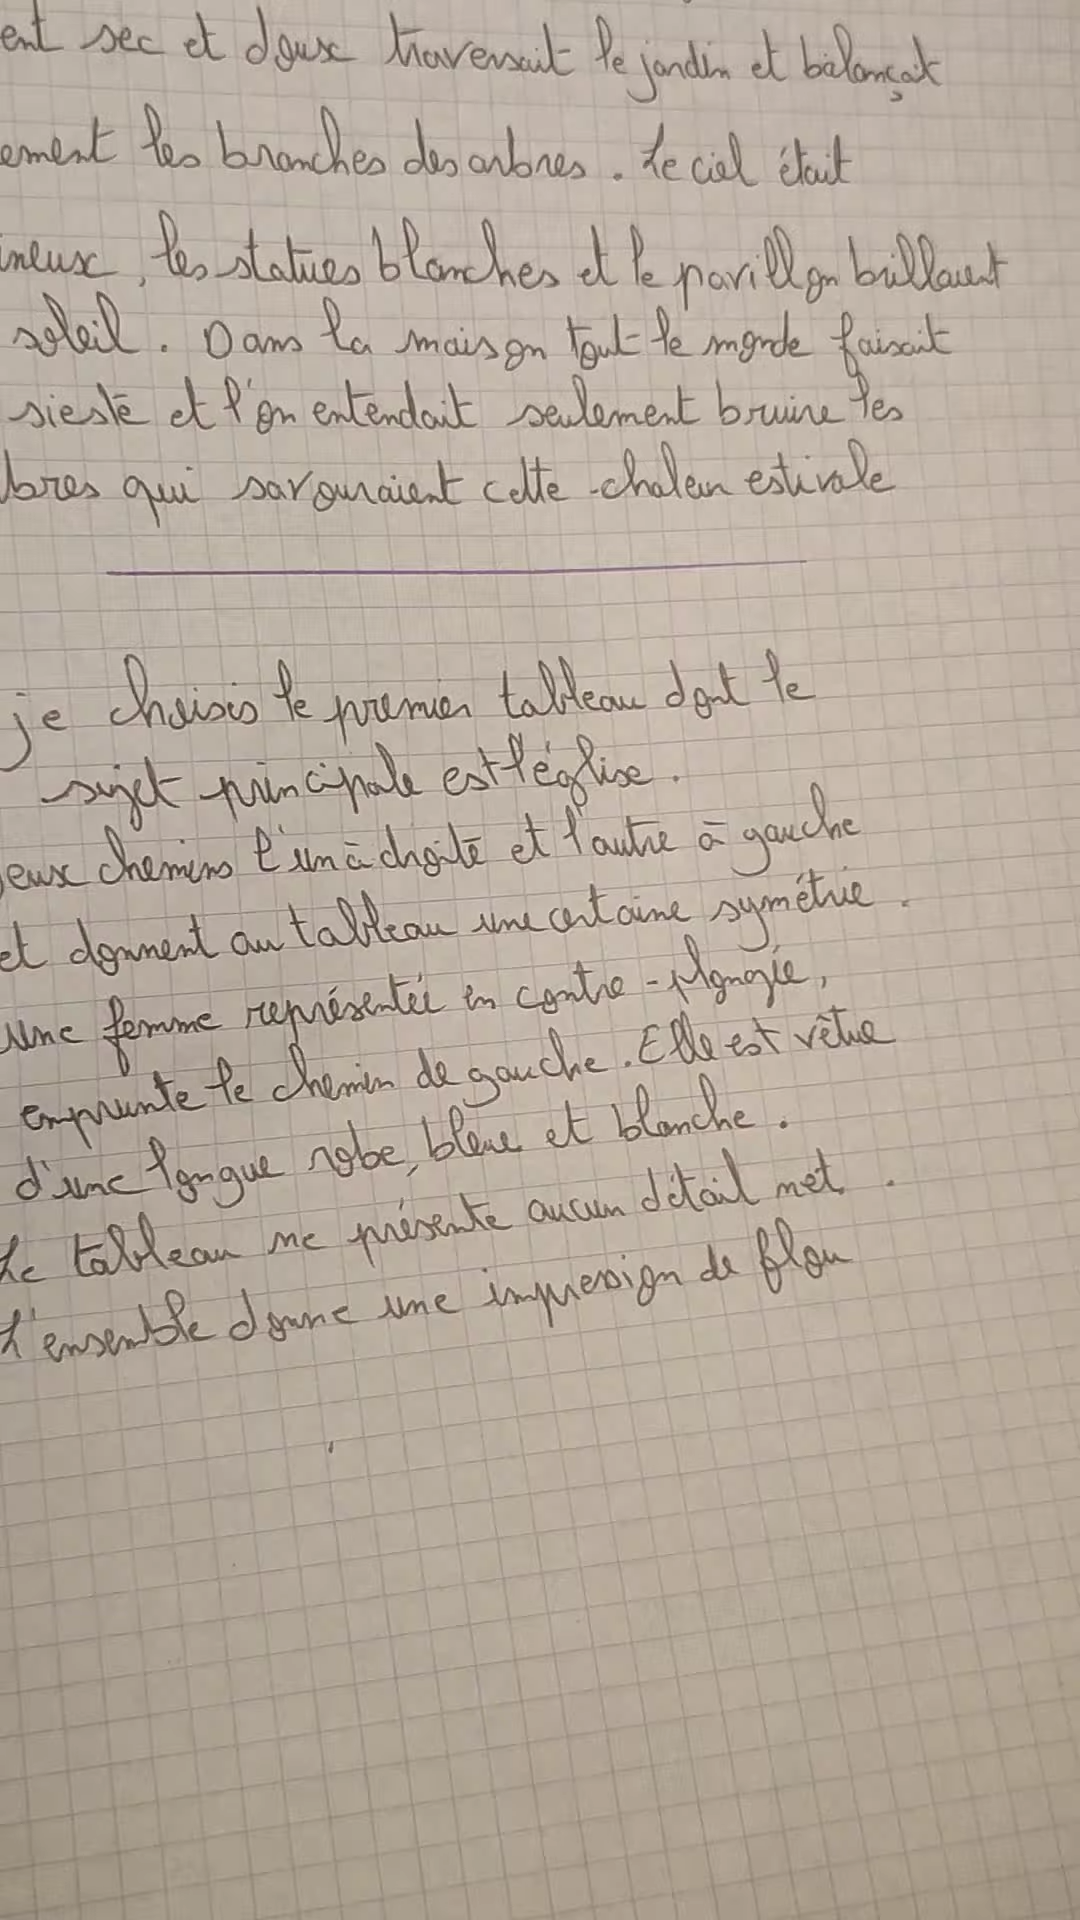 ent sec et doux traversait le jardin et balançait
ement les branches des arbres. Le ciel était
ineux, les statues blanches et le pavillon brillaient
soleil. Dans la maison tout le monde faisait
sieste et l'on entendait seulement bruire les
bres qui savouraient cette chaleur estivale
je choisis le premier tableau dont le
sujet principale est l'église.
eux chemins l'un à droite et l'autre à gauche
et donnent au tableau une certaine symétrie.
une femme représentée en contre-plongée,
emprunte le chemin de gauche. Elle est vêtue
d'une longue robe, bleue et blanche.
Le tableau ne présente aucun détail net.
L'ensemble donne une impression de flou